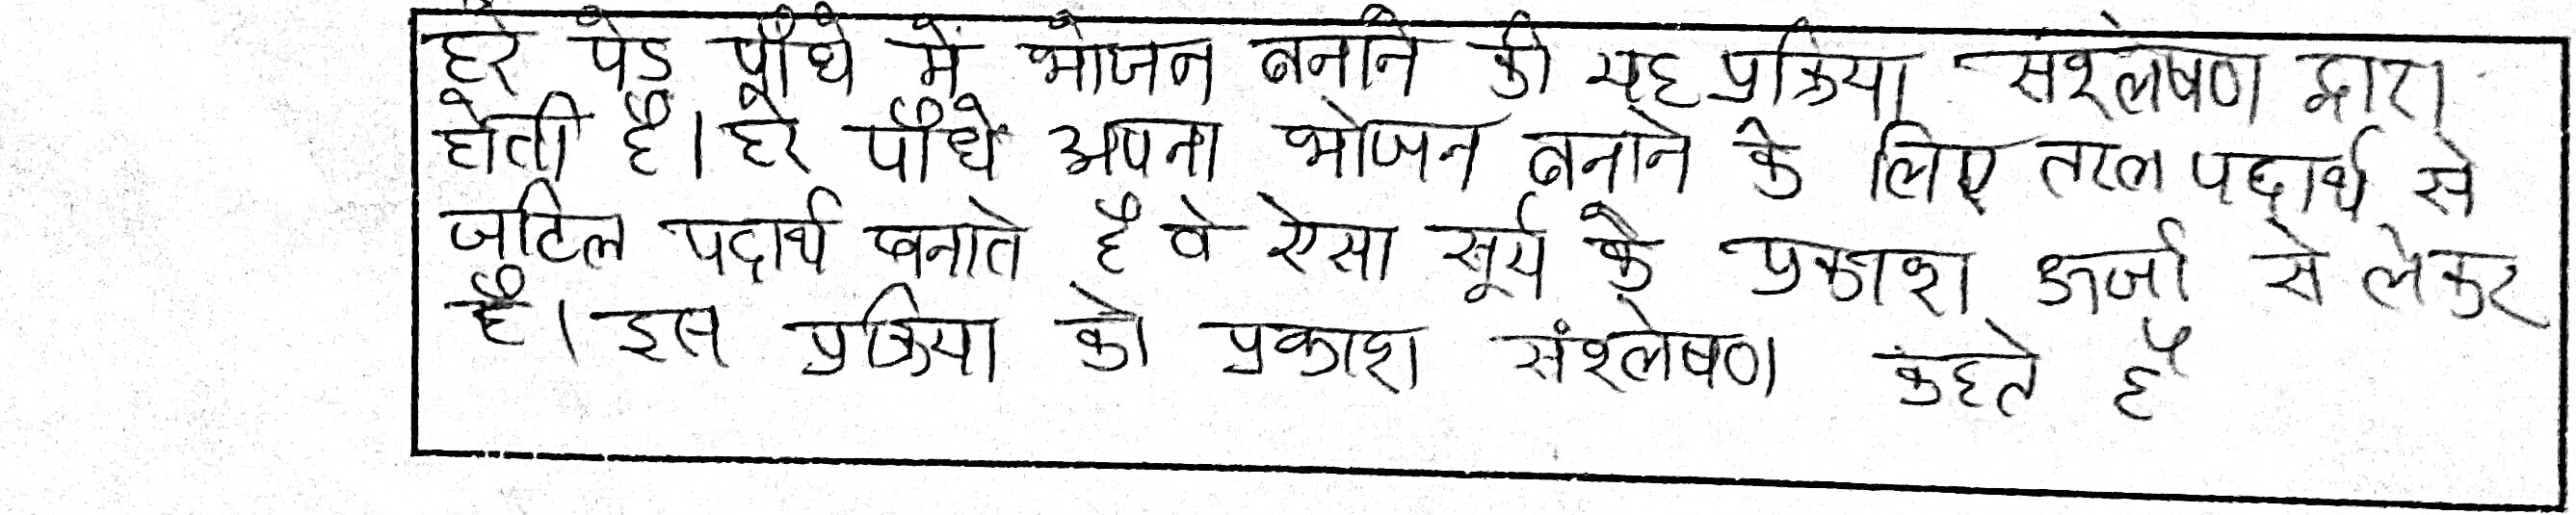 हरे पेड पौधे में भोजन बनाने की यह प्रक्रिया संश्लेषण द्वारा
होती है। हरे पौधे अपना भोजन बनाने के लिए तरल पदार्थ से
जटिल पदार्थ बनाते है वे ऐसा सूर्य के प्रकाश ऊर्जा से लेकर
है। इस प्रक्रिया को प्रकाश संश्लेषण कहते है